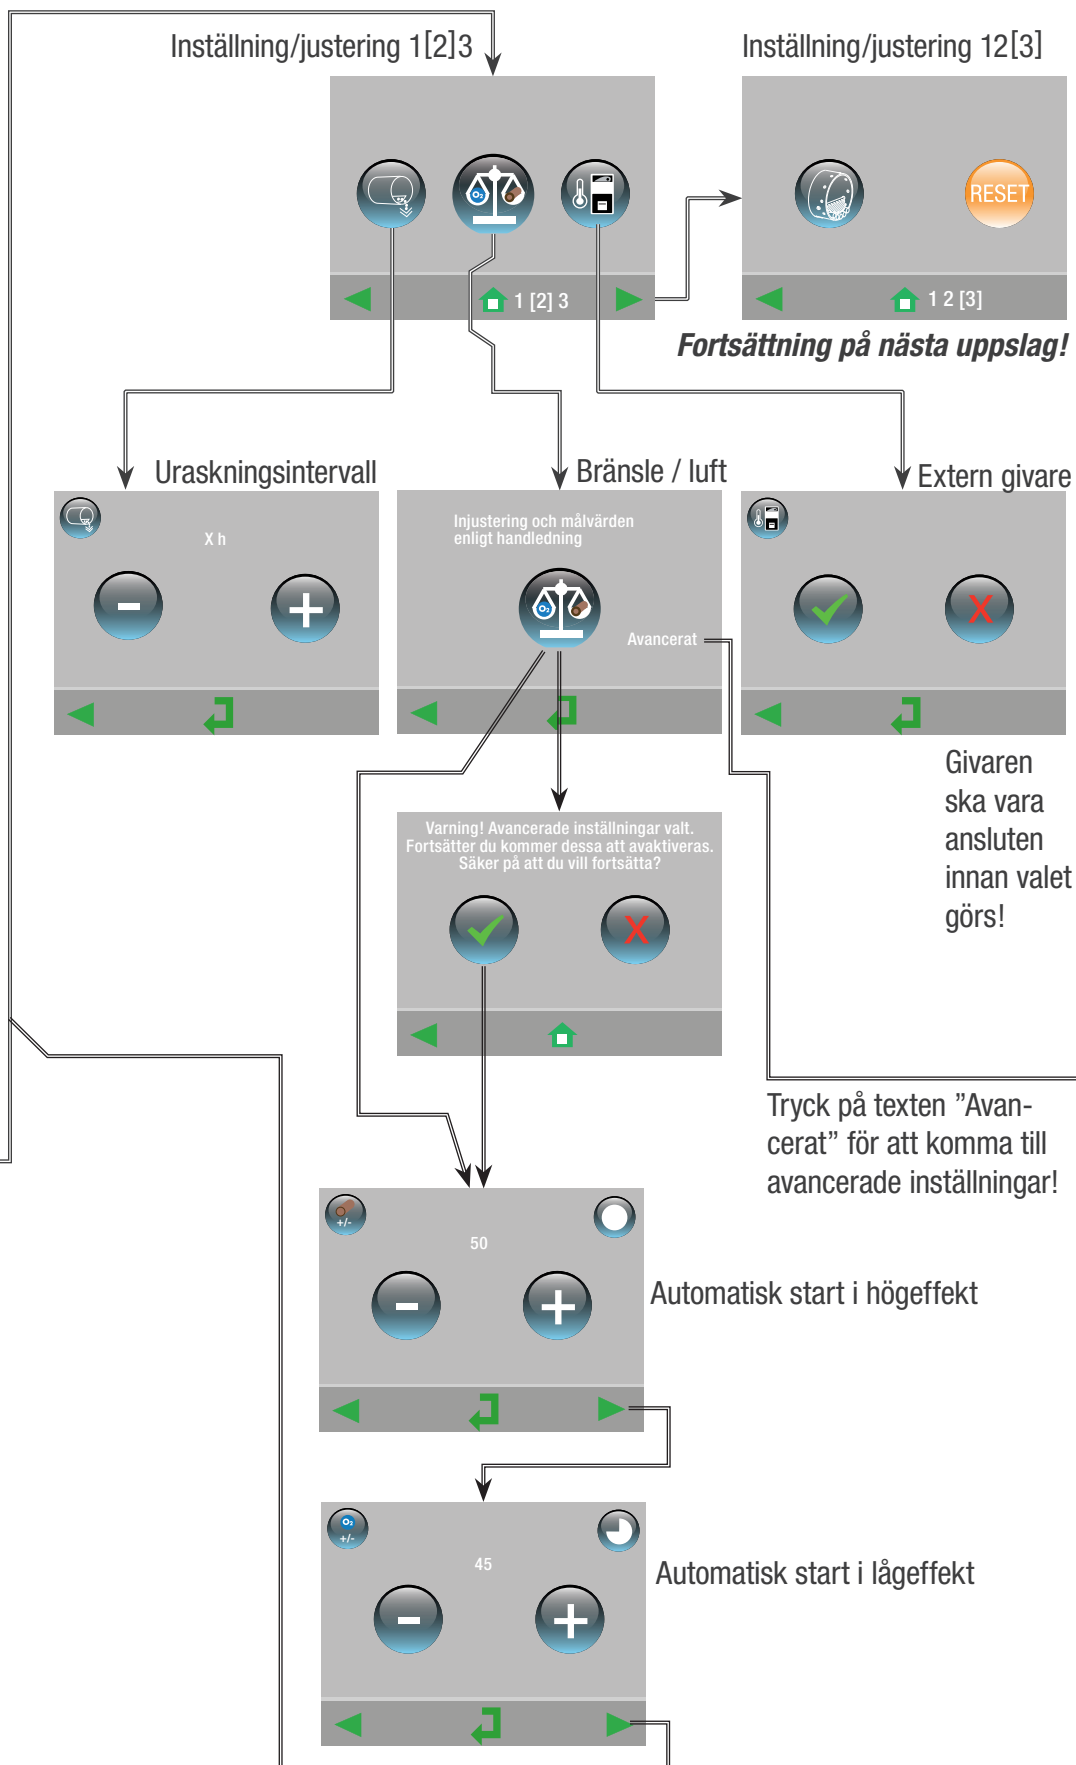 Inställning/justering 1[2]3
Inställning/justering 12[3]
O₂
RESET
1 [2] 3
1 2 [3]
Fortsättning på nästa uppslag!
Uraskningsintervall
Bränsle / luft
Extern givare
X h
- +
Injustering och målvärden
enligt handledning
O₂
Avancerat
X
Givaren
ska vara
ansluten
innan valet
görs!
Varning! Avancerade inställningar valt.
Fortsätter du kommer dessa att avaktiveras.
Säker på att du vill fortsätta?
X
Tryck på texten ”Avan-
cerat” för att komma till
avancerade inställningar!
+/-
50
- +
Automatisk start i högeffekt
O₂
+/-
45
- +
Automatisk start i lågeffekt